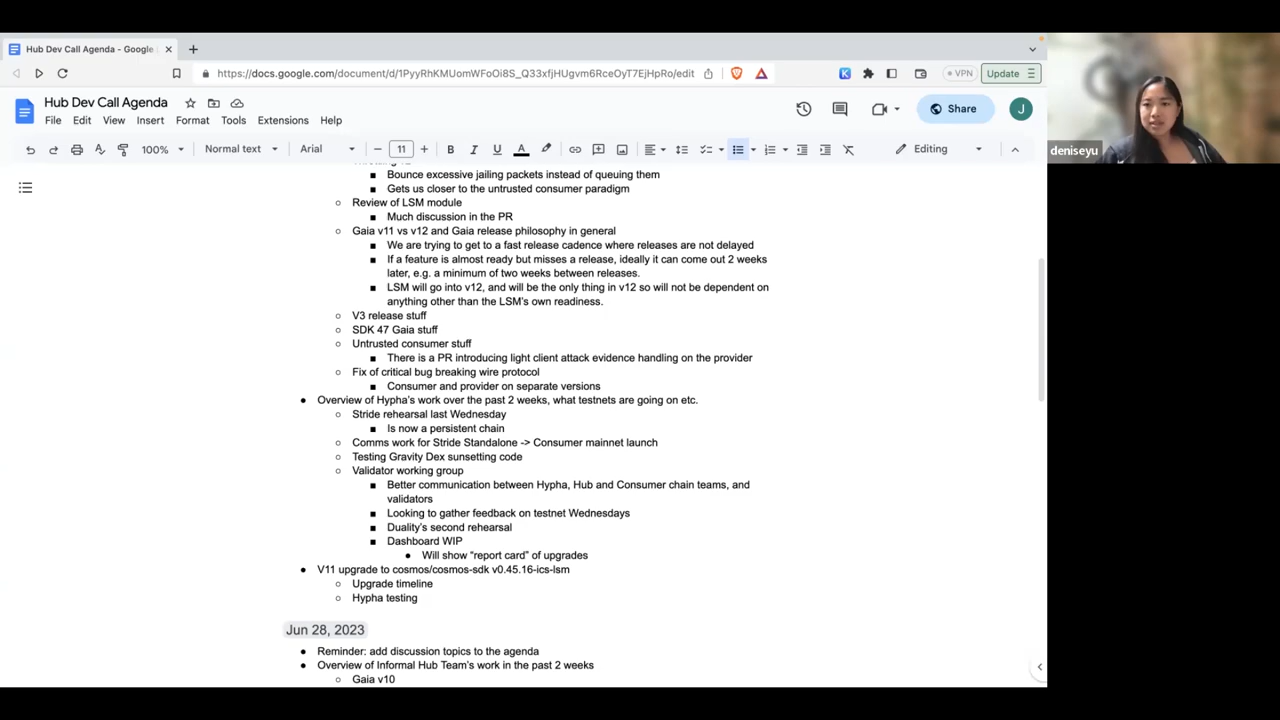 Hub Dev Call Agenda - Google
https://docs.google.com/document/d/1PyyRhKMUomWFoOi8S_Q33xfjHUgvm6RceOyT7EjHpRo/edit
VPN
Update
Hub Dev Call Agenda
File Edit View Insert Format Tools Extensions Help
Share
J
100% Normal text Arial 11 B I U A Editing
Bounce excessive jailing packets instead of queuing them
Gets us closer to the untrusted consumer paradigm
Review of LSM module
Much discussion in the PR
Gaia v11 vs v12 and Gaia release philosophy in general
We are trying to get to a fast release cadence where releases are not delayed
If a feature is almost ready but misses a release, ideally it can come out 2 weeks
later, e.g. a minimum of two weeks between releases.
LSM will go into v12, and will be the only thing in v12 so will not be dependent on
anything other than the LSM's own readiness.
V3 release stuff
SDK 47 Gaia stuff
Untrusted consumer stuff
There is a PR introducing light client attack evidence handling on the provider
Fix of critical bug breaking wire protocol
Consumer and provider on separate versions
Overview of Hypha's work over the past 2 weeks, what testnets are going on etc.
Stride rehearsal last Wednesday
Is now a persistent chain
Comms work for Stride Standalone -> Consumer mainnet launch
Testing Gravity Dex sunsetting code
Validator working group
Better communication between Hypha, Hub and Consumer chain teams, and
validators
Looking to gather feedback on testnet Wednesdays
Duality's second rehearsal
Dashboard WIP
Will show “report card” of upgrades
V11 upgrade to cosmos/cosmos-sdk v0.45.16-ics-lsm
Upgrade timeline
Hypha testing
Jun 28, 2023
Reminder: add discussion topics to the agenda
Overview of Informal Hub Team's work in the past 2 weeks
Gaia v10
deniseyu